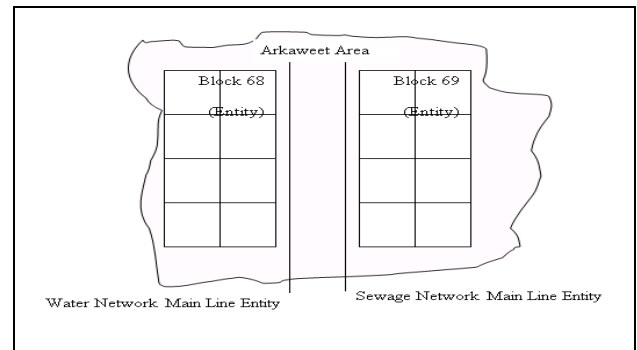 Arkaweet Area
Block 68
(Entity)
Block 69
(Entity)
Water Network Main Line Entity
Sewage Network Main Line Entity